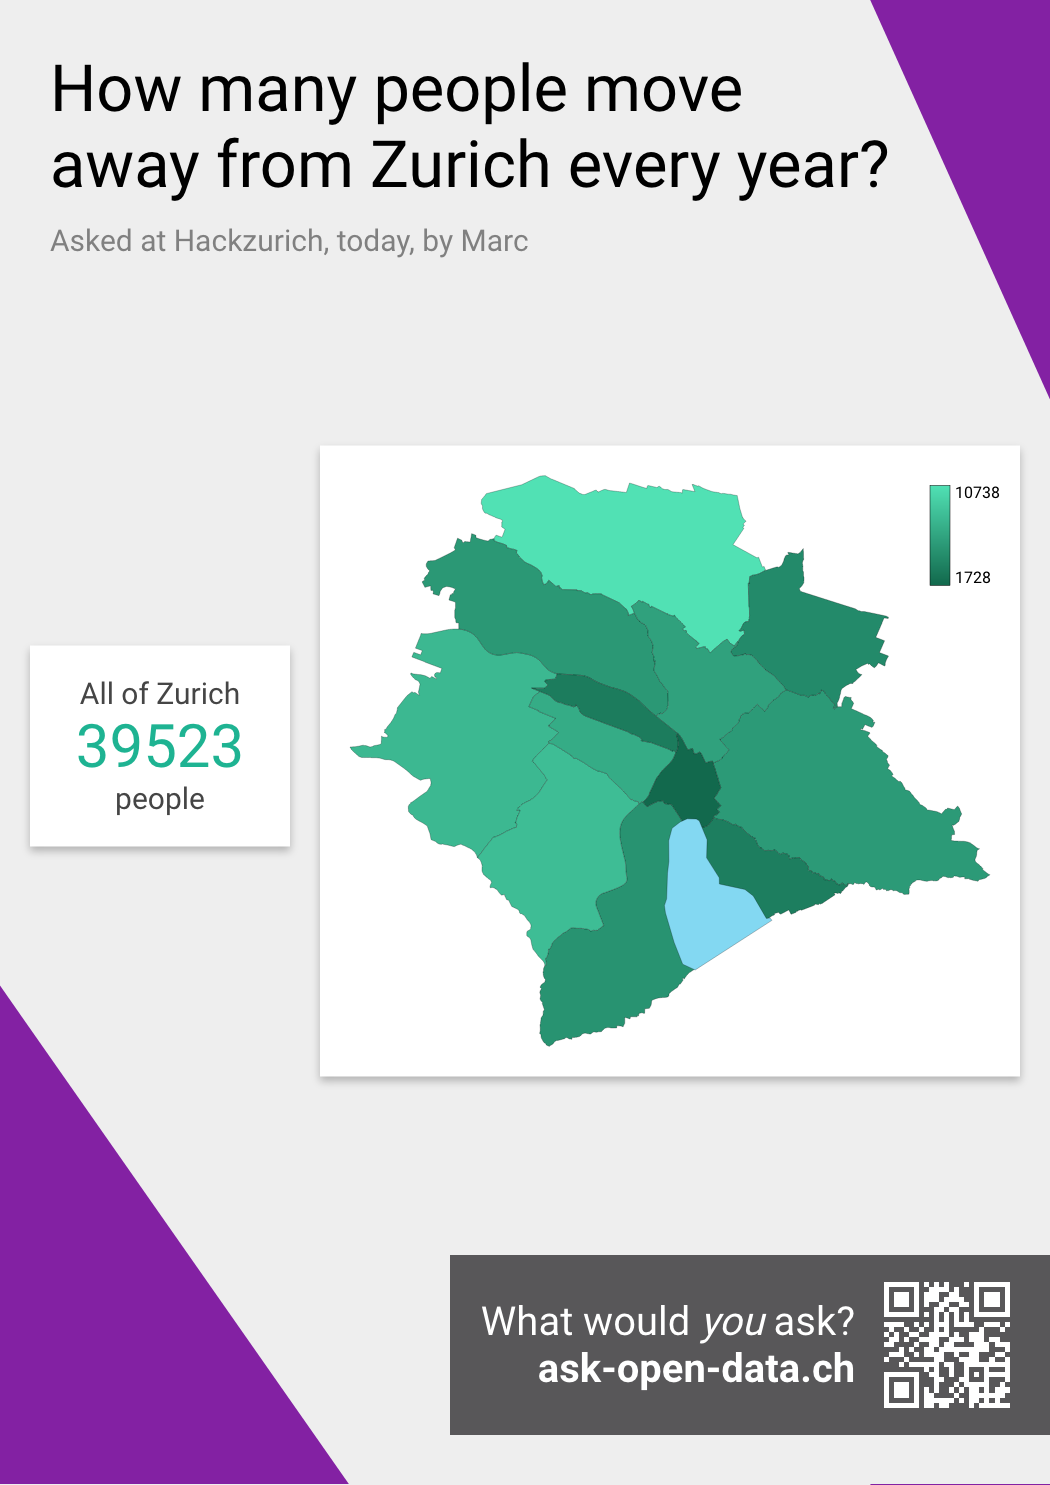 How many people move
away from Zurich every year?
Asked at Hackzurich, today, by Marc
10738
1728
All of Zurich
39523
people
What would you ask?
ask-open-data.ch